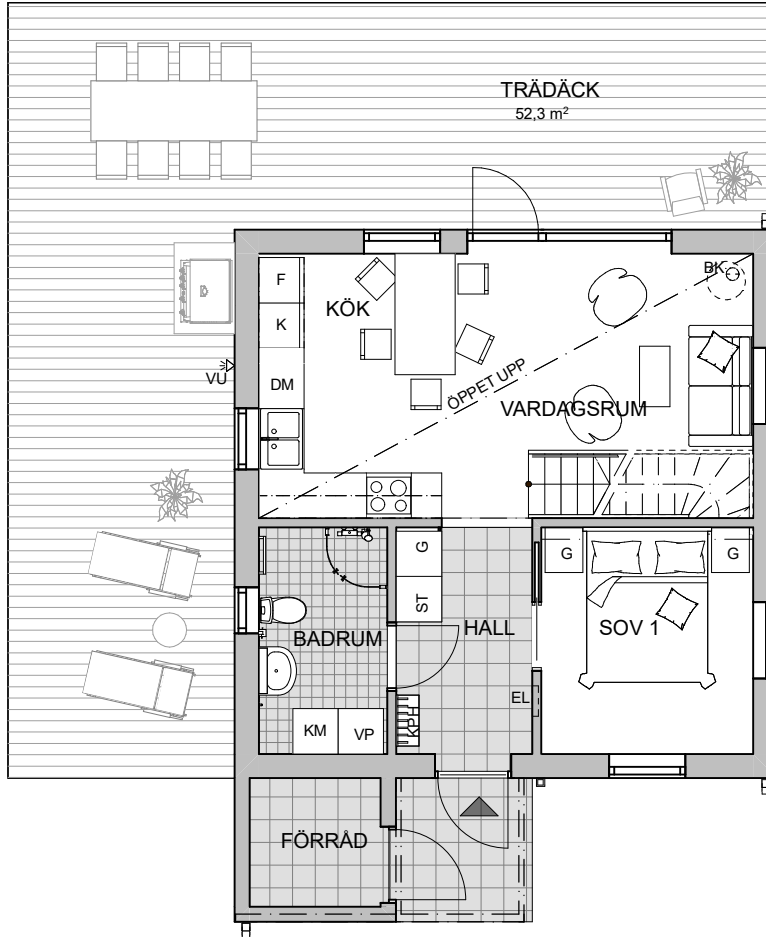 TRÄDÄCK
52,3 m²
BK
F
KÖK
K
VU
DM
ÖPPET UPP
VARDAGSRUM
G
G
G
ST
BADRUM
HALL
SOV 1
EL
KPH
KM
VP
FÖRRÅD